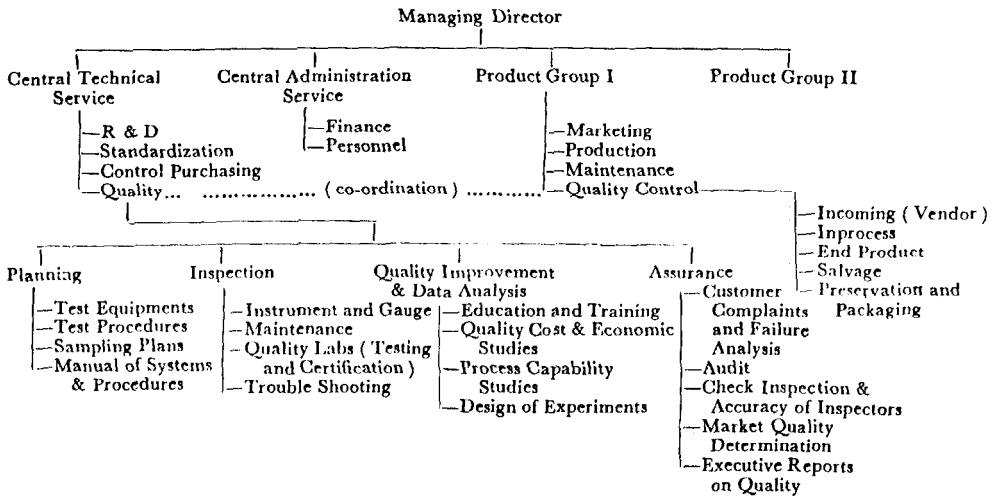 Managing Director
Central Technical
Service
Central Administration
Service
Product Group I
Product Group II
—R & D
—Standardization
—Control Purchasing
—Quality... .................. ( co-ordination ) ............
—Finance
—Personnel
—Marketing
—Production
—Maintenance
—Quality Control
—Incoming ( Vendor )
—Inprocess
—End Product
—Salvage
—Preservation and
Packaging
Planning
—Test Equipments
—Test Procedures
—Sampling Plans
—Manual of Systems
& Procedures
Inspection
—Instrument and Gauge
—Maintenance
—Quality Labs ( Testing
and Certification )
—Trouble Shooting
Quality Improvement
& Data Analysis
—Education and Training
—Quality Cost & Economic
Studies
—Process Capability
Studies
—Design of Experiments
Assurance
—Customer
Complaints
and Failure
Analysis
—Audit
—Check Inspection &
Accuracy of Inspectors
—Market Quality
Determination
—Executive Reports
on Quality